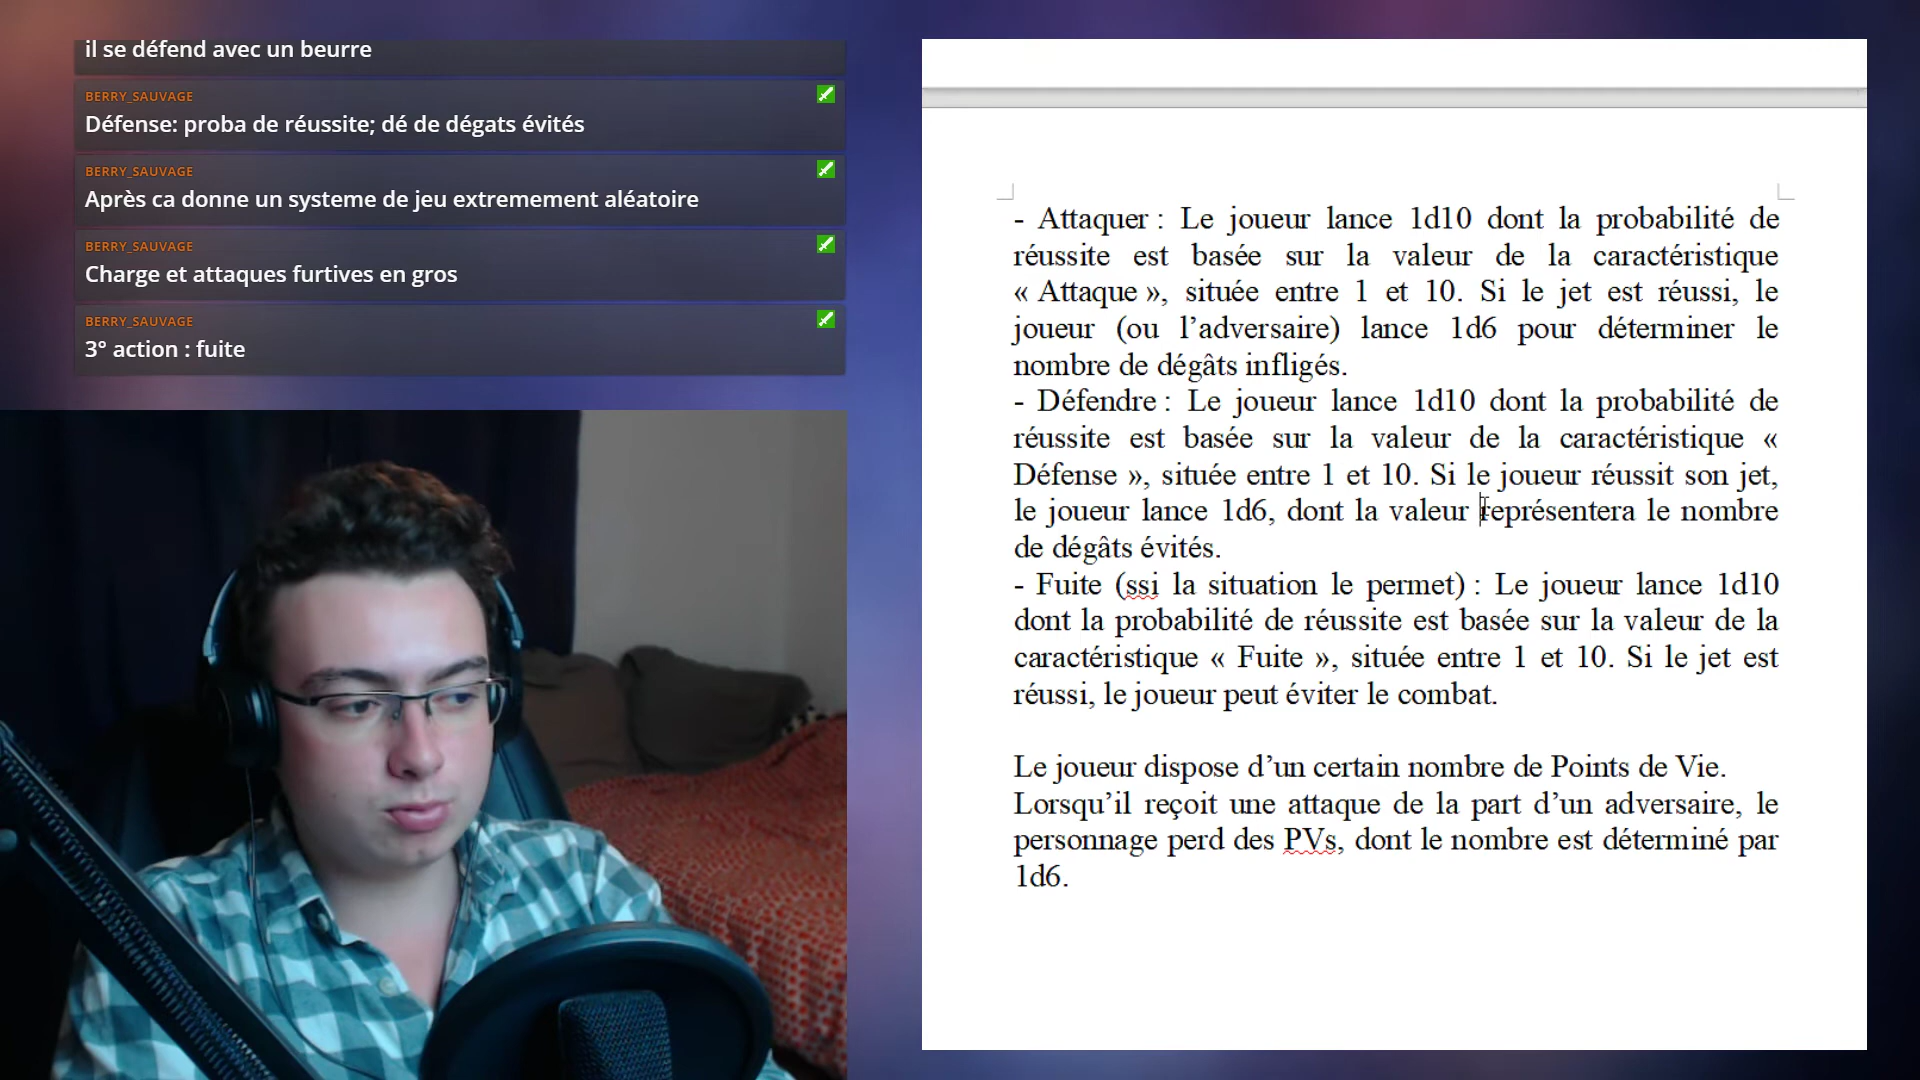 il se défend avec un beurre
BERRY_SAUVAGE
Défense: proba de réussite; dé de dégats évités
BERRY_SAUVAGE
Après ca donne un systeme de jeu extremement aléatoire
BERRY_SAUVAGE
Charge et attaques furtives en gros
BERRY_SAUVAGE
3° action : fuite
- Attaquer : Le joueur lance 1d10 dont la probabilité de
réussite est basée sur la valeur de la caractéristique
« Attaque », située entre 1 et 10. Si le jet est réussi, le
joueur (ou l’adversaire) lance 1d6 pour déterminer le
nombre de dégâts infligés.
- Défendre : Le joueur lance 1d10 dont la probabilité de
réussite est basée sur la valeur de la caractéristique «
Défense », située entre 1 et 10. Si le joueur réussit son jet,
le joueur lance 1d6, dont la valeur représentera le nombre
de dégâts évités.
- Fuite (ssi la situation le permet) : Le joueur lance 1d10
dont la probabilité de réussite est basée sur la valeur de la
caractéristique « Fuite », située entre 1 et 10. Si le jet est
réussi, le joueur peut éviter le combat.
Le joueur dispose d’un certain nombre de Points de Vie.
Lorsqu’il reçoit une attaque de la part d’un adversaire, le
personnage perd des PVs, dont le nombre est déterminé par
1d6.